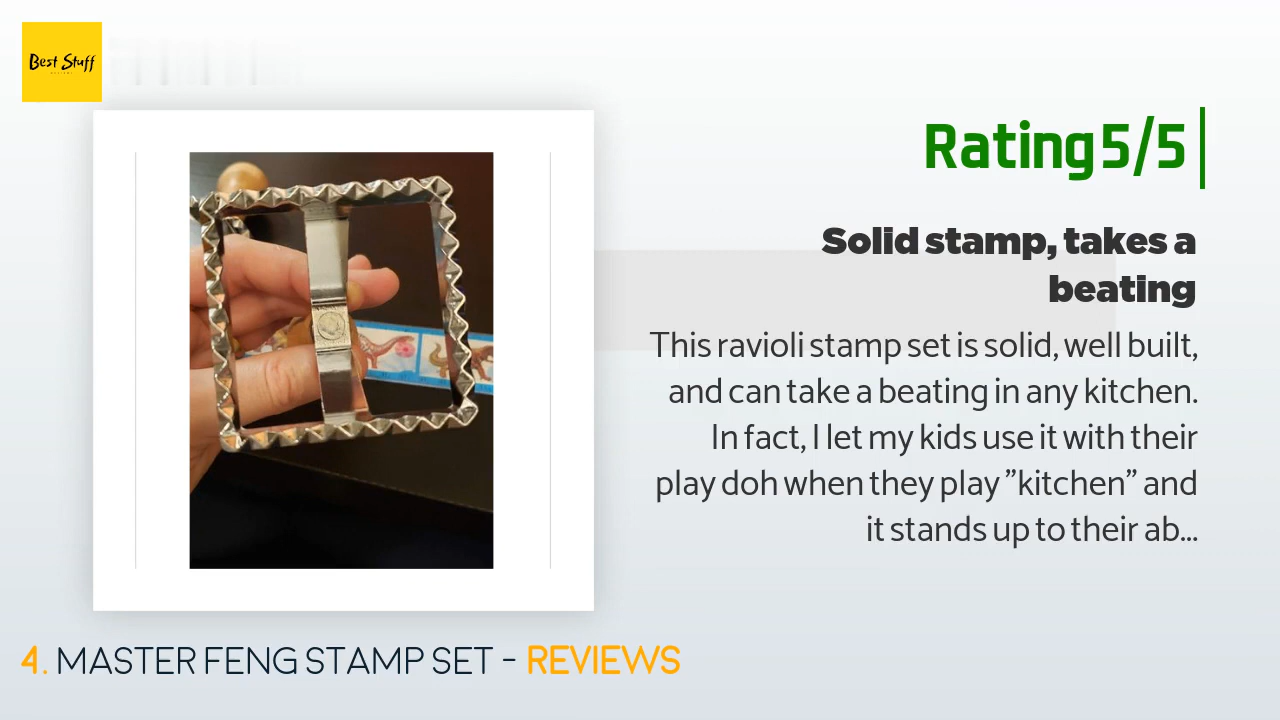 Best Stuff
Rating 5/5
Solid stamp, takes a
beating
This ravioli stamp set is solid, well built,
and can take a beating in any kitchen.
In fact, I let my kids use it with their
play doh when they play ”kitchen” and
it stands up to their ab...
4. MASTER FENG STAMP SET - REVIEWS